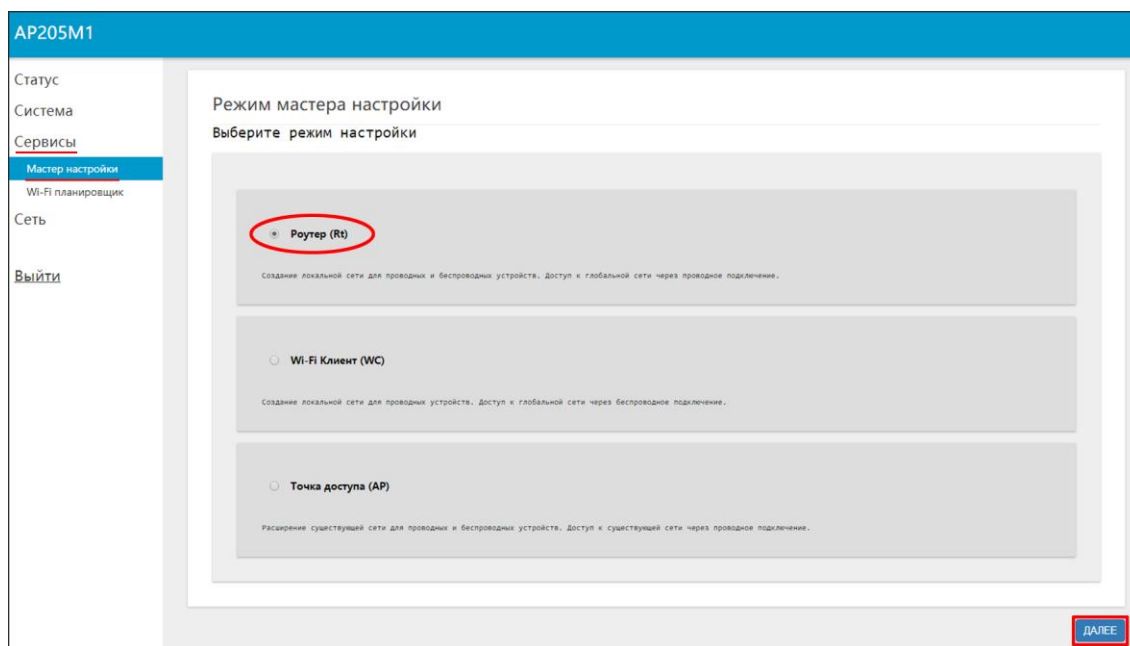 AP205M1
Статус
Система
Сервисы
Мастер настройки
Wi-Fi планировщик
Сеть
Выйти
Режим мастера настройки
Выберите режим настройки
Роутер (Rt)
Создание локальной сети для проводных и беспроводных устройств. Доступ к глобальной сети через проводное подключение.
Wi-Fi Клиент (WC)
Создание локальной сети для проводных устройств. Доступ к глобальной сети через беспроводное подключение.
Точка доступа (AP)
Расширение существующей сети для проводных и беспроводных устройств. Доступ к существующей сети через проводное подключение.
ДАЛЕЕ